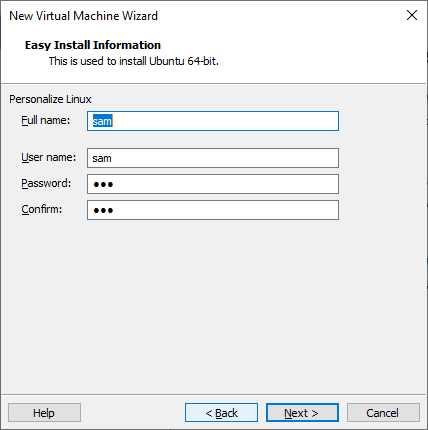 New Virtual Machine Wizard
Easy Install Information
This is used to install Ubuntu 64-bit.
Personalize Linux
Full name: sam
User name: sam
Password: ●●●
Confirm: ●●●
Help < Back Next > Cancel